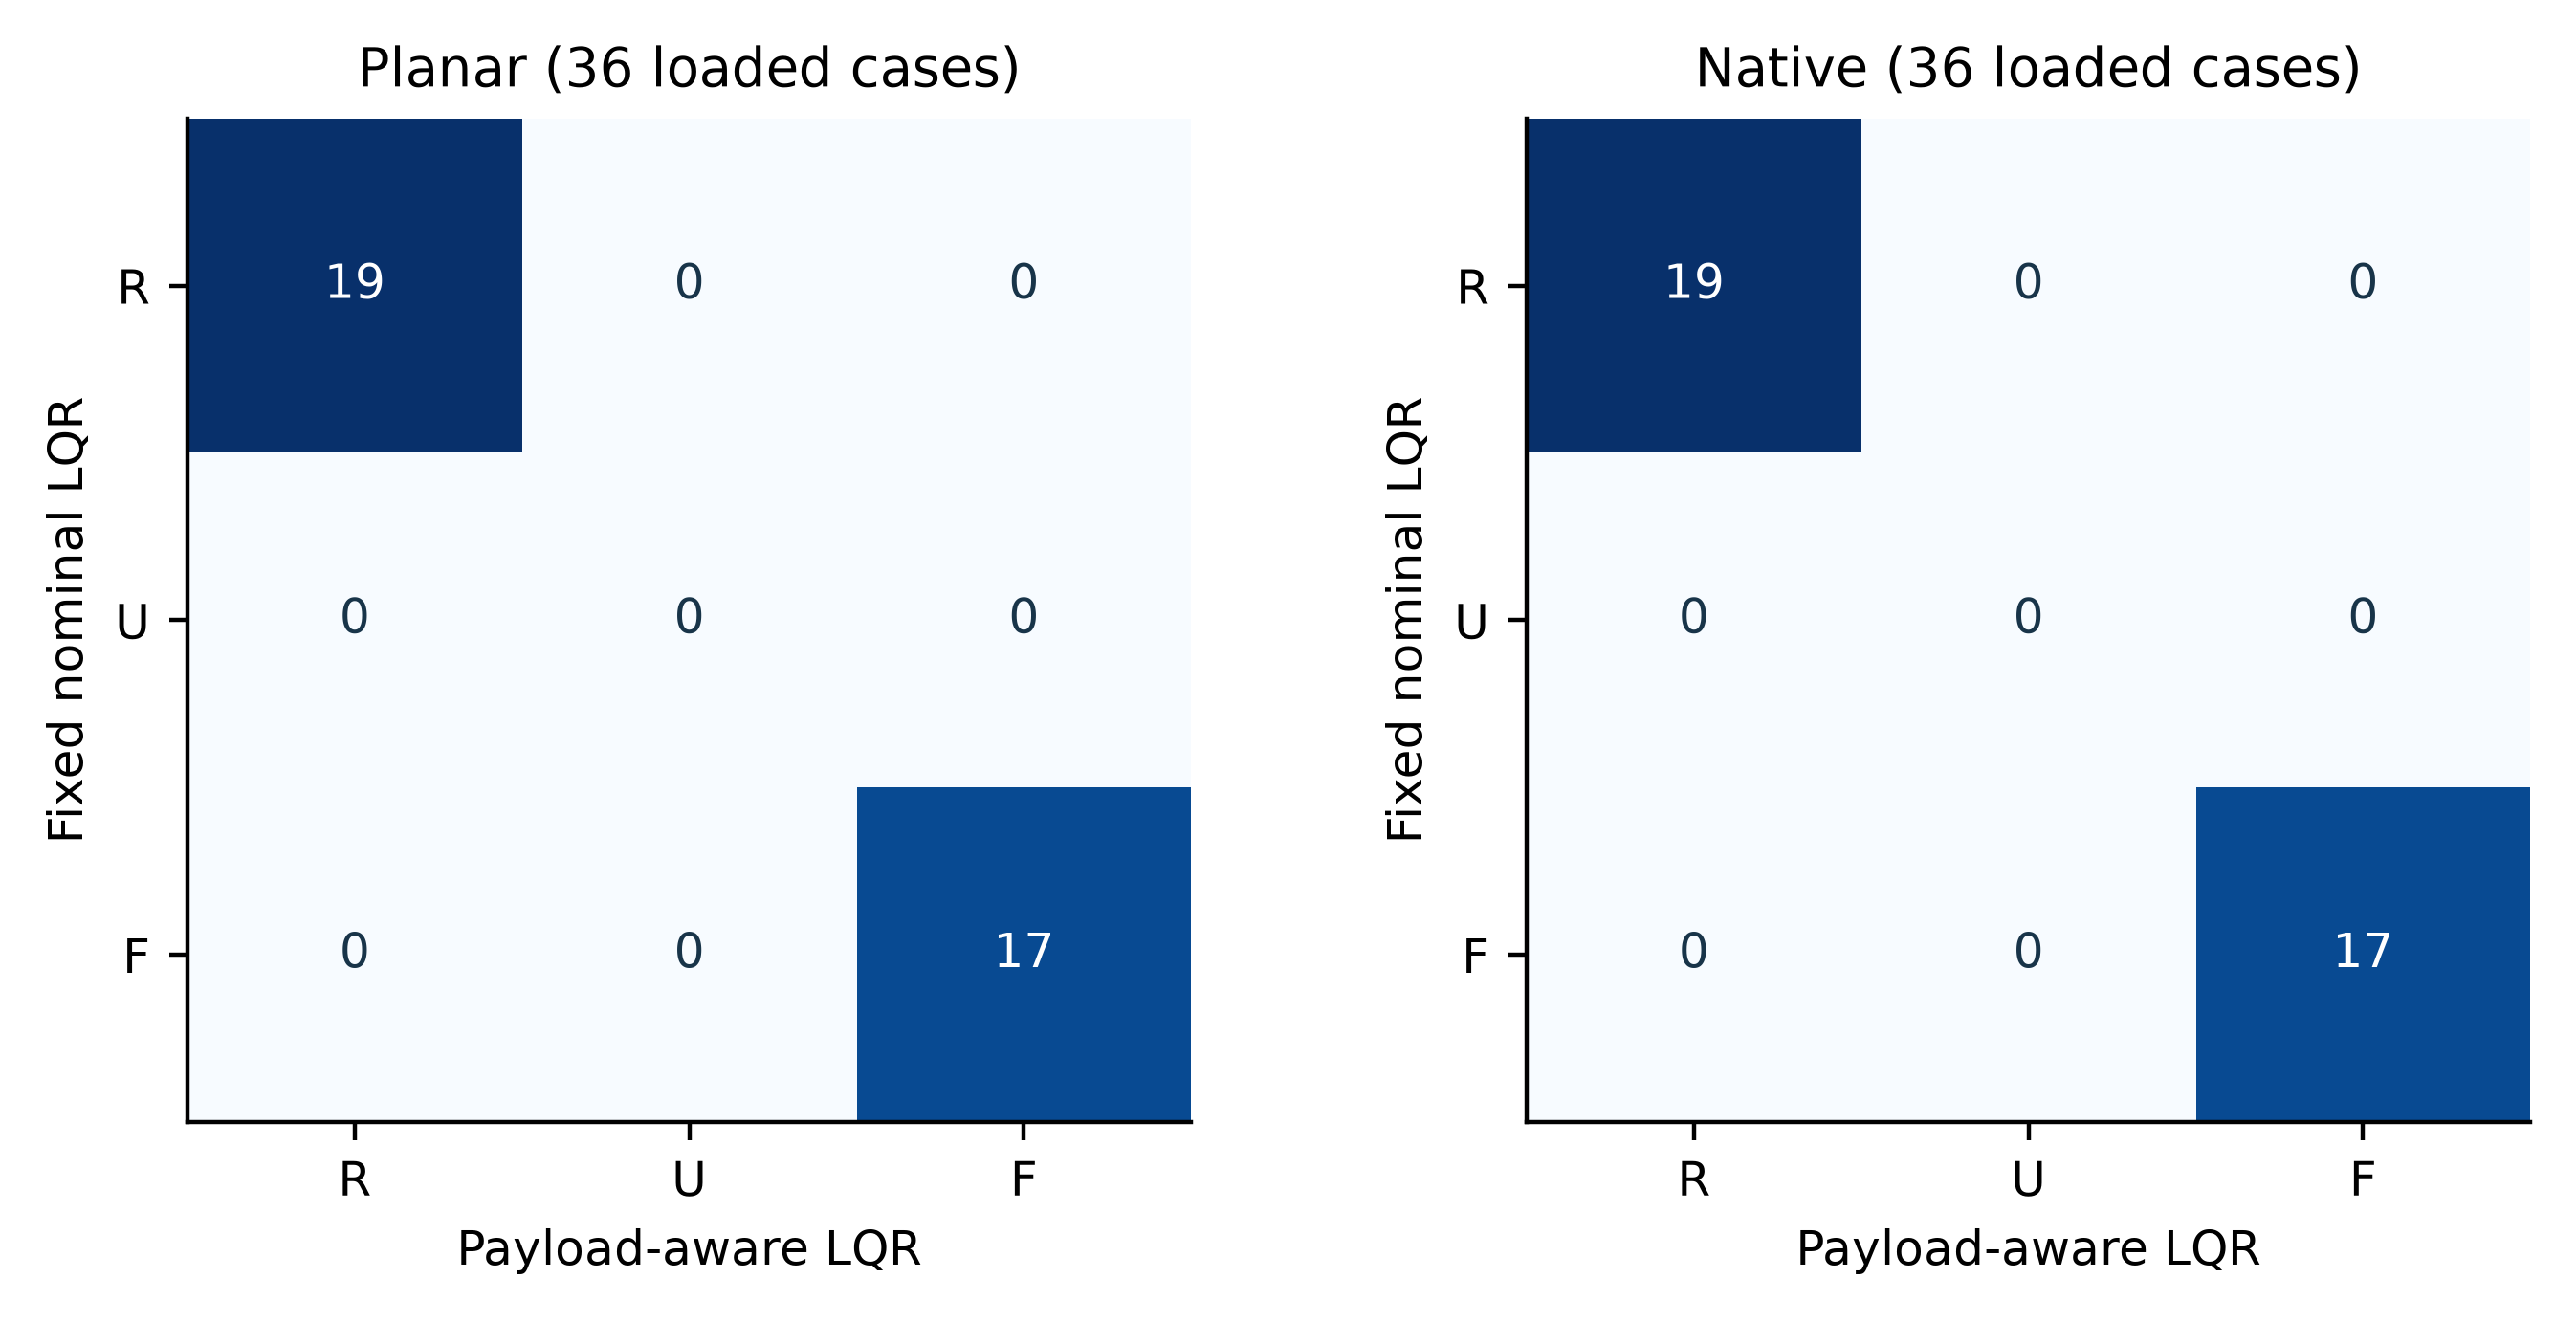 Planar (36 loaded cases)
Fixed nominal LQR
R
19 0 0
U
0 0 0
F
0 0 17
R U F
Payload-aware LQR
Native (36 loaded cases)
Fixed nominal LQR
R
19 0 0
U
0 0 0
F
0 0 17
R U F
Payload-aware LQR